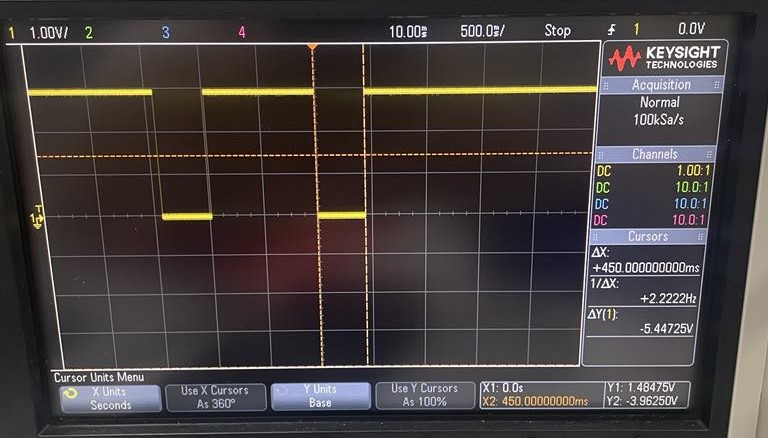 1 1.00V/ 2 3 4 10.00ms 500.0ms/ Stop 1 0.0V
KEYSIGHT
TECHNOLOGIES
Acquisition
Normal
100kSa/s
Channels
DC 1.00:1
DC 10.0:1
DC 10.0:1
DC 10.0:1
Cursors
ΔX:
+450.000000000ms
1/ΔX:
+2.2222Hz
ΔY(1):
-5.44725V
T
1
Cursor Units Menu
X Units
Seconds
Use X Cursors
As 360°
Y Units
Base
Use Y Cursors
As 100%
X1: 0.0s
X2: 450.00000000ms
Y1: 1.48475V
Y2: -3.96250V